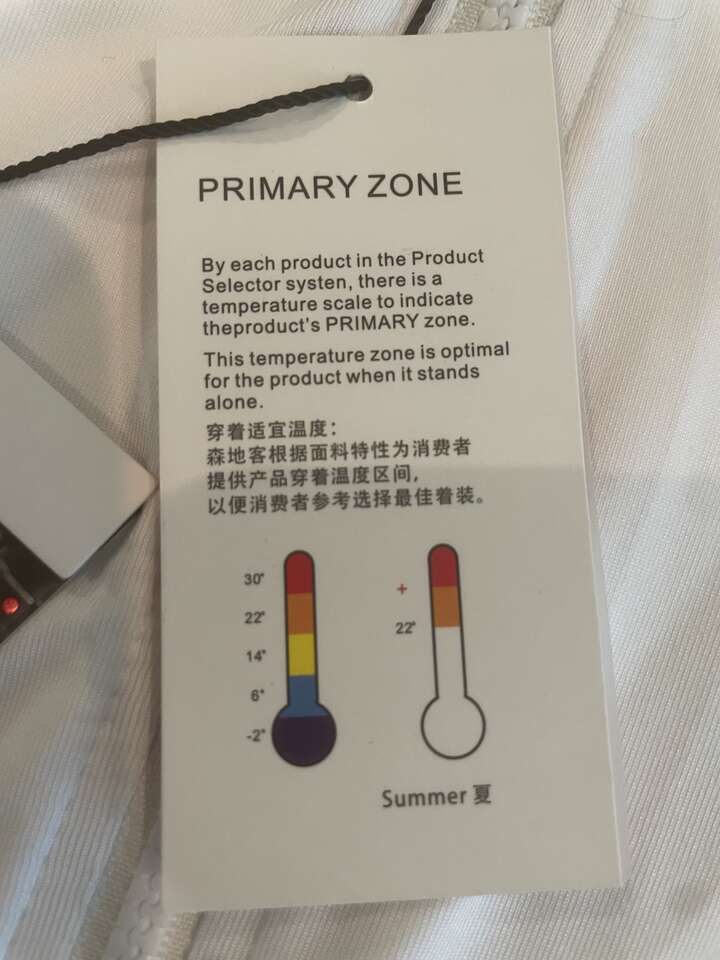 PRIMARY ZONE
By each product in the Product
Selector systen, there is a
temperature scale to indicate
theproduct's PRIMARY zone.
This temperature zone is optimal
for the product when it stands
alone.
穿着适宜温度：
森地客根据面料特性为消费者
提供产品穿着温度区间，
以便消费者参考选择最佳着装。
30°
22°
14°
6°
-2°
+
22°
Summer 夏